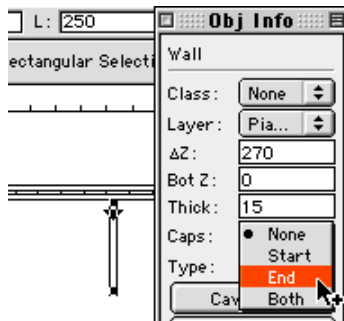 L: 250
Obj Info
ectangular Selecti
Wall
Class: None
Layer: Pia...
ΔZ: 270
Bot Z: 0
Thick: 15
Caps: None
Start
Type: End
Cav Both